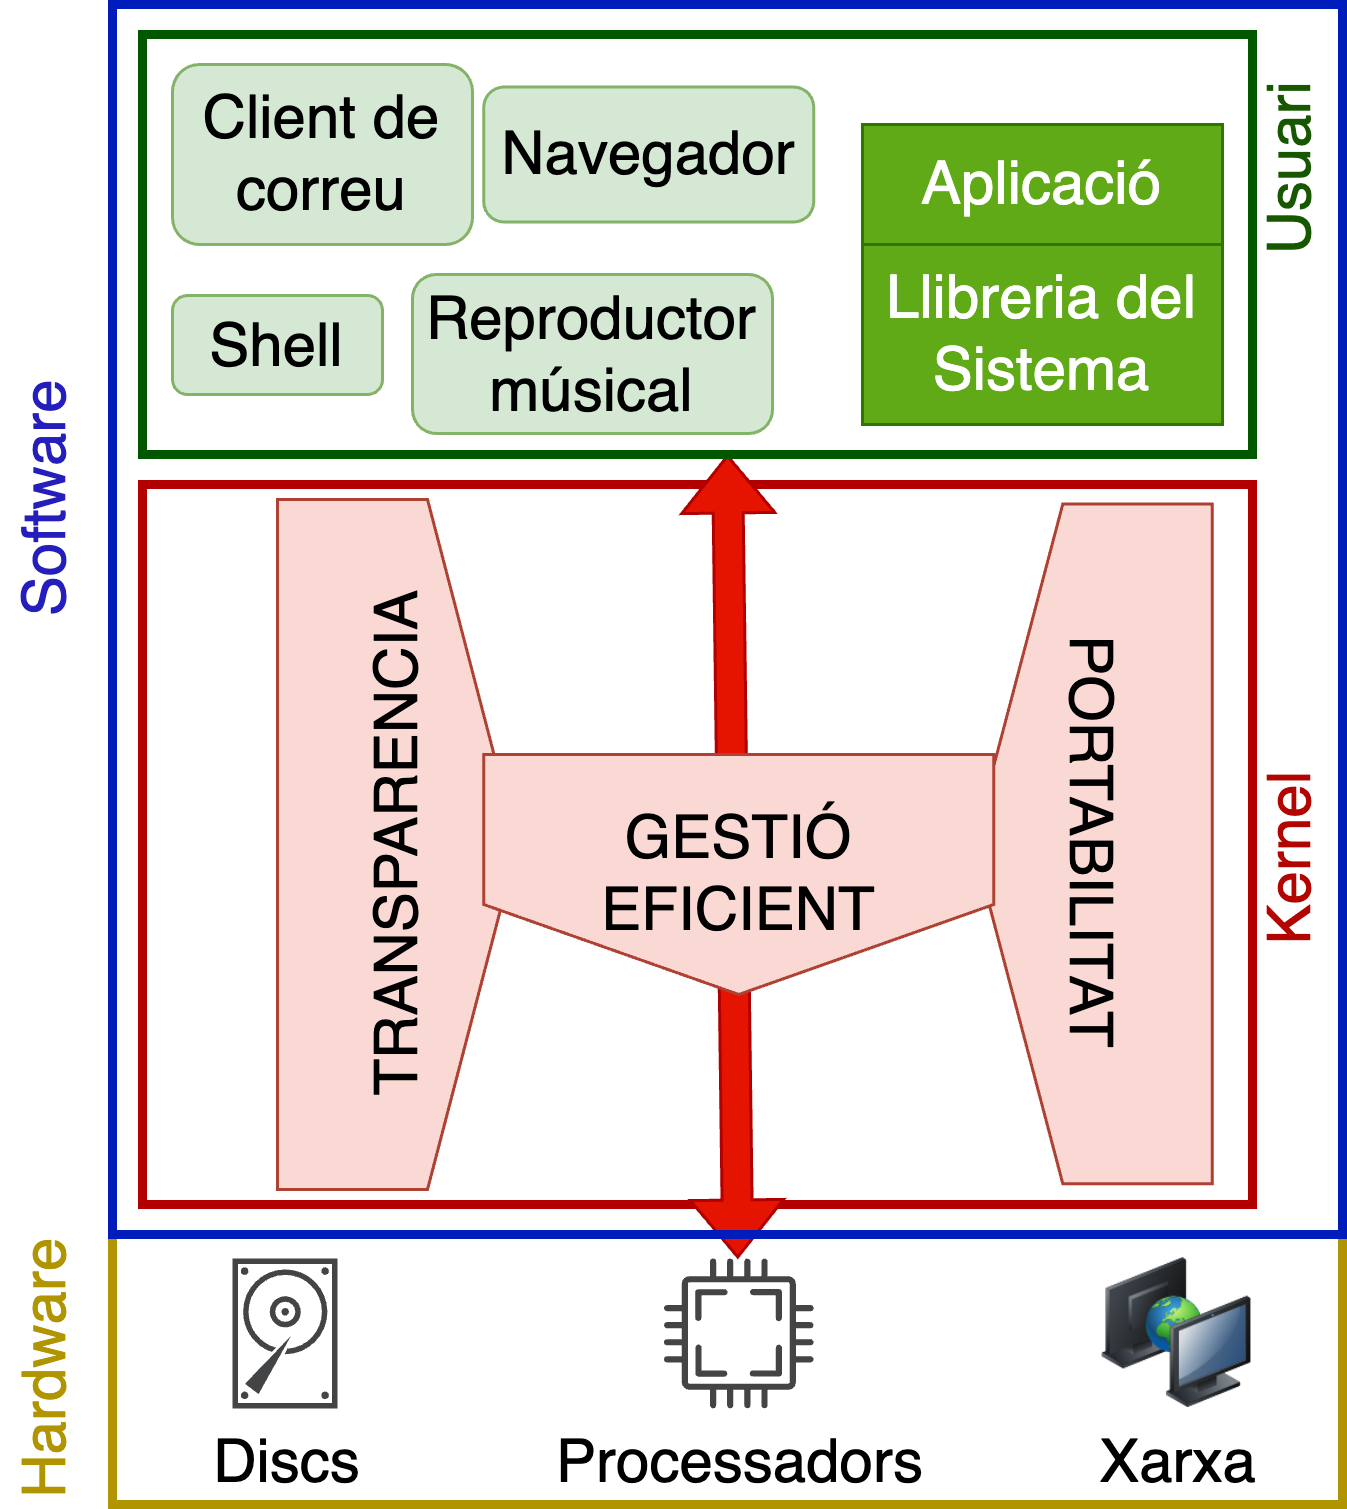 Client de
correu
Navegador
Aplicació
Llibreria del
Sistema
Shell
Reproductor
músical
Usuari
Software
TRANSPARENCIA
GESTIÓ
EFICIENT
PORTABILITAT
Kernel
Hardware
Discs
Processadors
Xarxa